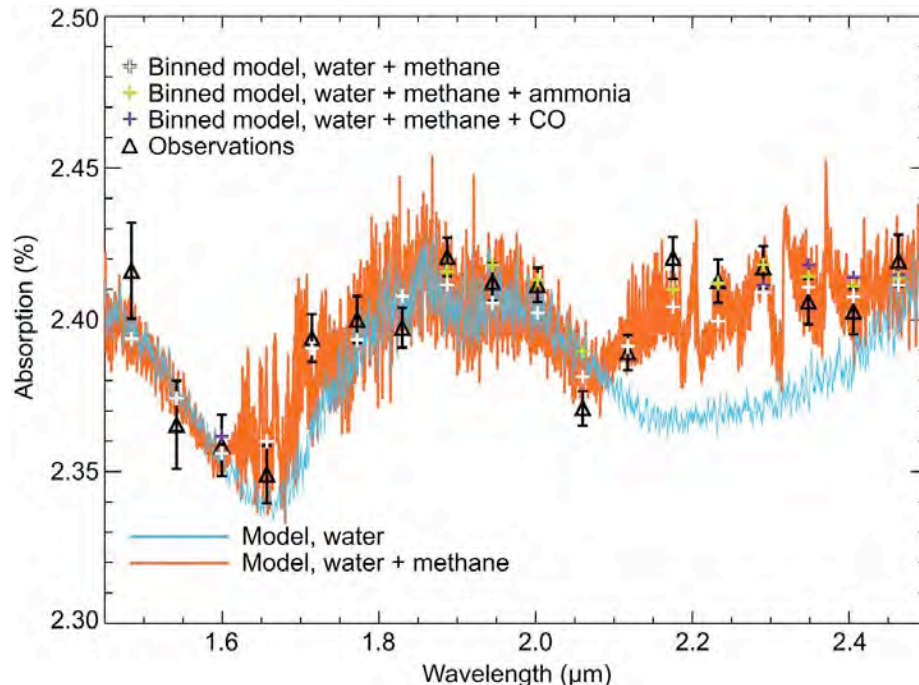 2.50
Binned model, water + methane
Binned model, water + methane + ammonia
Binned model, water + methane + CO
Observations
2.45
Absorption (%)
2.40
2.35
Model, water
Model, water + methane
2.30
1.6 1.8 2.0 2.2 2.4
Wavelength (µm)